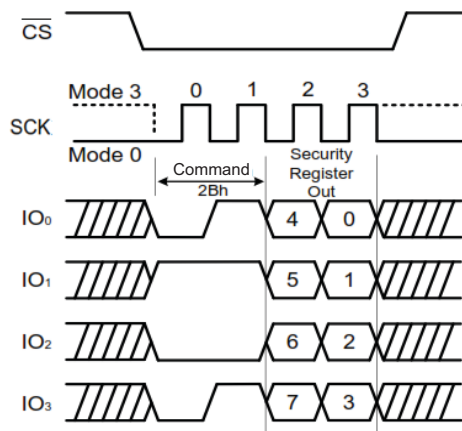 CS
Mode 3 0 1 2 3
SCK
Mode 0
Command
2Bh
Security
Register
Out
IO₀ 4 0
IO₁ 5 1
IO₂ 6 2
IO₃ 7 3